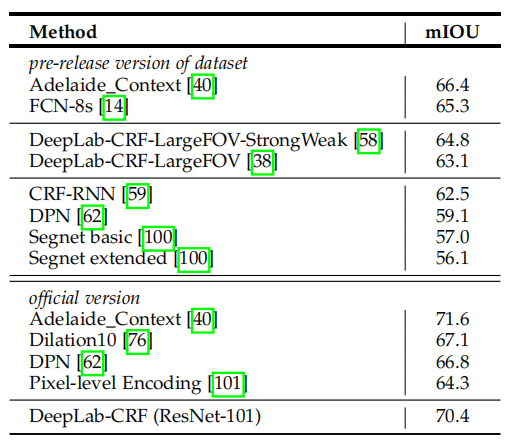 Method mIOU
pre-release version of dataset
Adelaide_Context [40] 66.4
FCN-8s [14] 65.3
DeepLab-CRF-LargeFOV-StrongWeak [58] 64.8
DeepLab-CRF-LargeFOV [38] 63.1
CRF-RNN [59] 62.5
DPN [62] 59.1
Segnet basic [100] 57.0
Segnet extended [100] 56.1
official version
Adelaide_Context [40] 71.6
Dilation10 [76] 67.1
DPN [62] 66.8
Pixel-level Encoding [101] 64.3
DeepLab-CRF (ResNet-101) 70.4